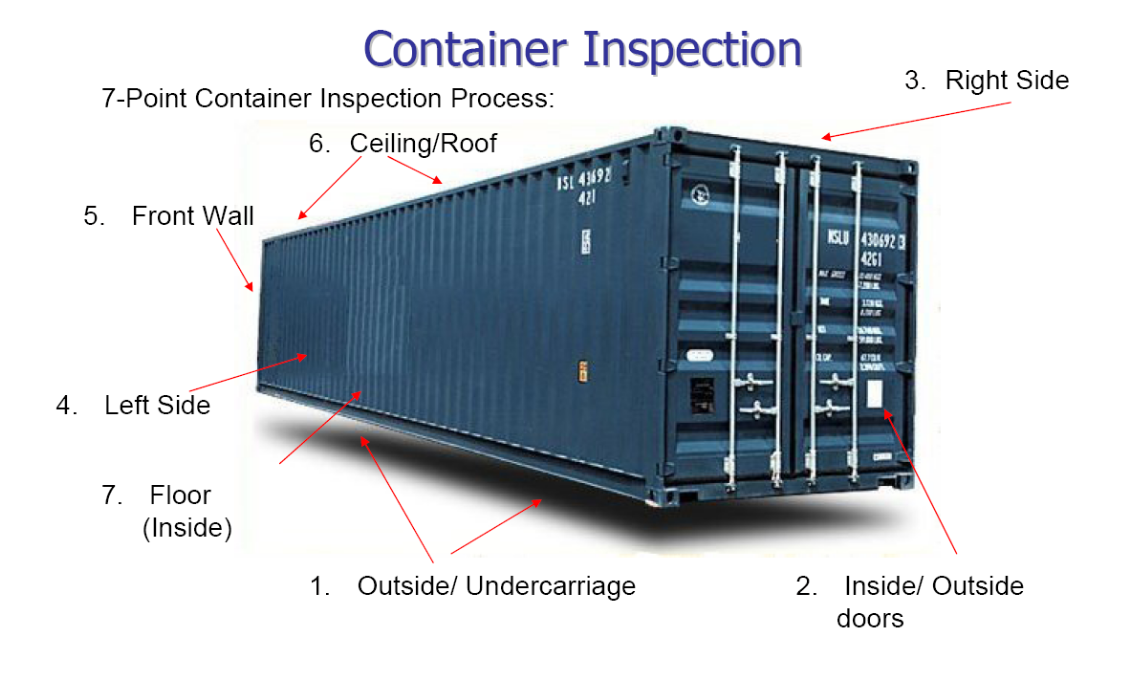 Container Inspection
7-Point Container Inspection Process:
3. Right Side
6. Ceiling/Roof
5. Front Wall
4. Left Side
7. Floor
(Inside)
1. Outside/ Undercarriage
2. Inside/ Outside
doors
NSL 43692
421
NSLU 430692 3
42G1